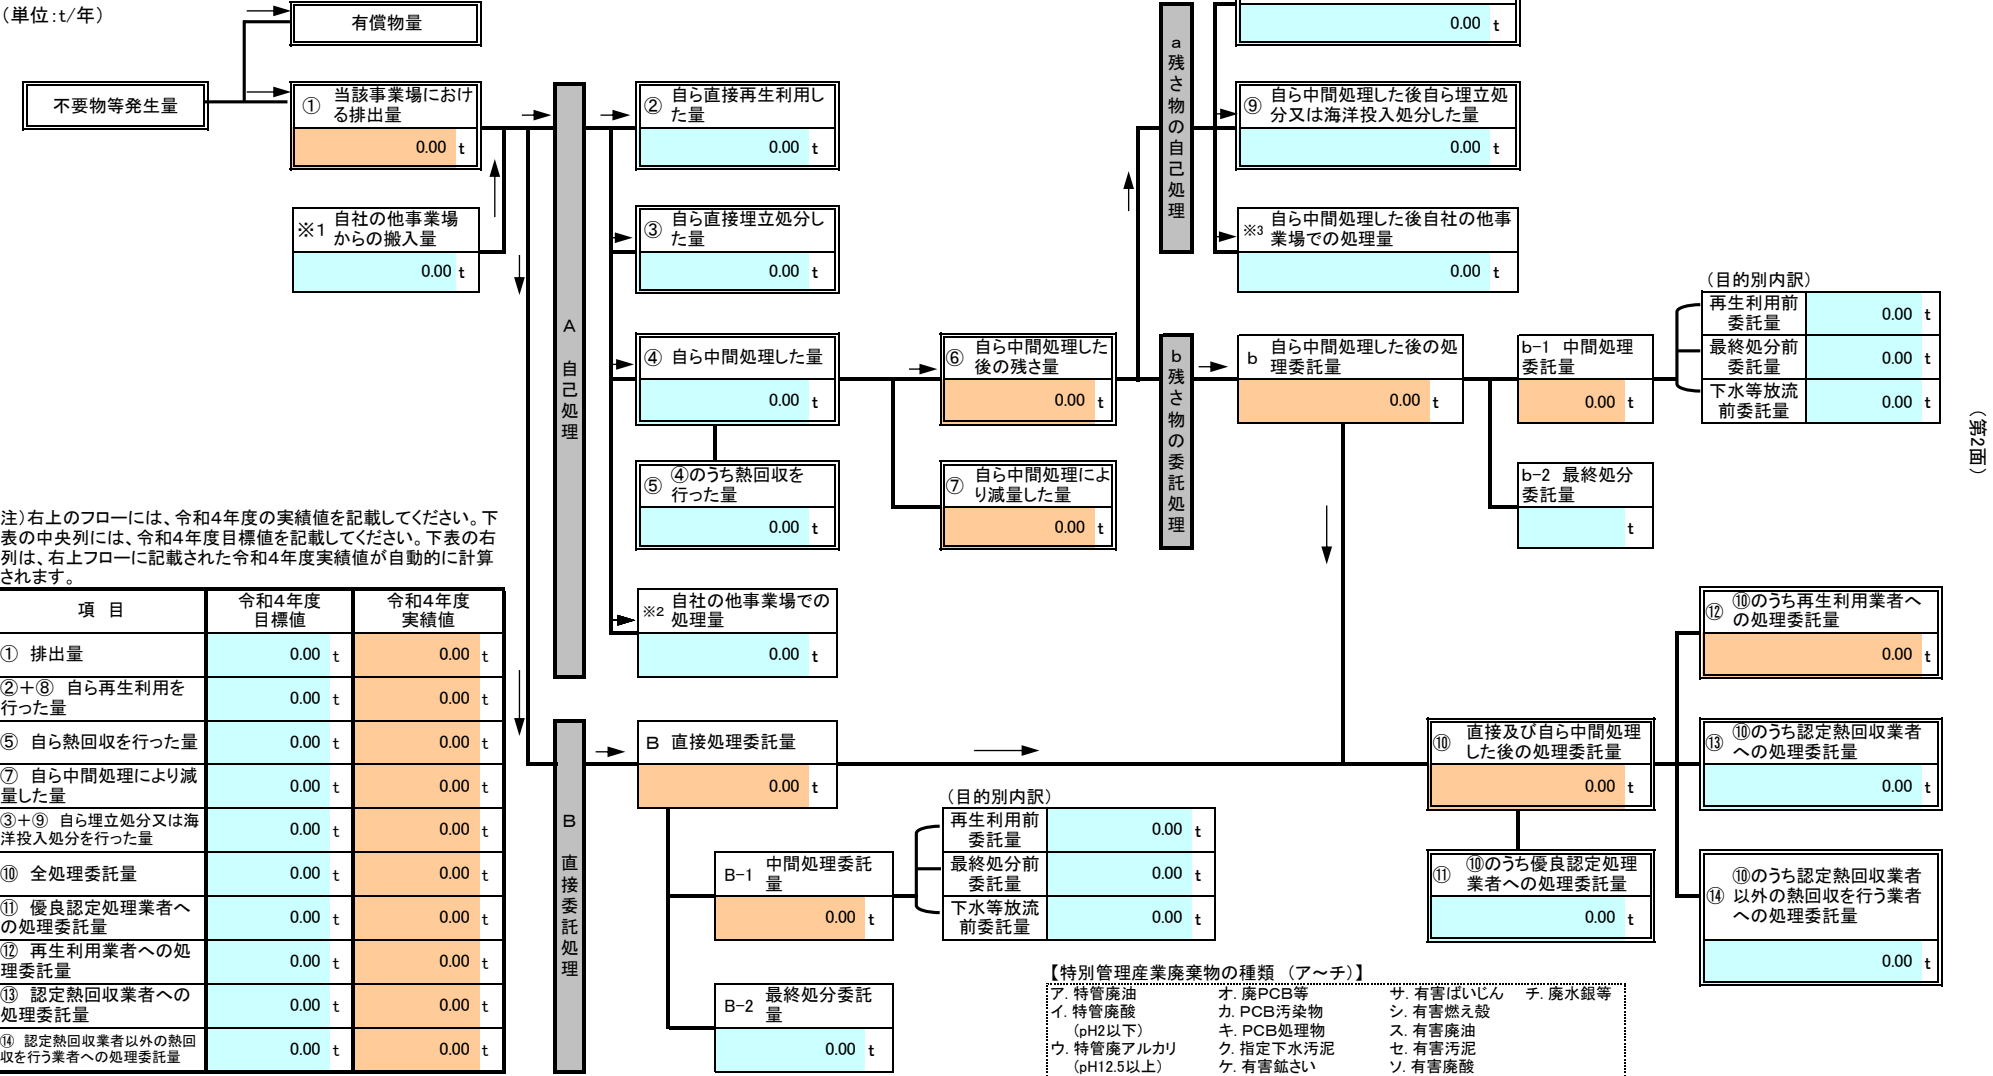 （単位：t/年）
有償物量
不要物等発生量
① 当該事業場におけ
る排出量
0.00 t
※1 自社の他事業場
からの搬入量
0.00 t
A 自己処理
② 自ら直接再生利用し
た量
0.00 t
③ 自ら直接埋立処分し
た量
0.00 t
④ 自ら中間処理した量
0.00 t
⑤ ④のうち熱回収を
行った量
0.00 t
※2 自社の他事業場での
処理量
0.00 t
⑥ 自ら中間処理した
後の残さ量
0.00 t
⑦ 自ら中間処理によ
り減量した量
0.00 t
a 残さ物の自己処理
0.00 t
⑨ 自ら中間処理した後自ら埋立処
分又は海洋投入処分した量
0.00 t
※3 自ら中間処理した後自社の他事
業場での処理量
0.00 t
b 残さ物の委託処理
b 自ら中間処理した後の処
理委託量
0.00 t
b-1 中間処理
委託量
0.00 t
b-2 最終処分
委託量
t
（目的別内訳）
再生利用前
委託量
0.00 t
最終処分前
委託量
0.00 t
下水等放流
前委託量
0.00 t
（第2面）
注）右上のフローには、令和４年度の実績値を記載してください。下
表の中央列には、令和４年度目標値を記載してください。下表の右
列は、右上フローに記載された令和４年度実績値が自動的に計算
されます。
項 目 令和４年度
目標値 令和４年度
実績値
① 排出量 0.00 t 0.00 t
②＋⑧ 自ら再生利用を
行った量 0.00 t 0.00 t
⑤ 自ら熱回収を行った量 0.00 t 0.00 t
⑦ 自ら中間処理により減
量した量 0.00 t 0.00 t
③＋⑨ 自ら埋立処分又は海
洋投入処分を行った量 0.00 t 0.00 t
⑩ 全処理委託量 0.00 t 0.00 t
⑪ 優良認定処理業者へ
の処理委託量 0.00 t 0.00 t
⑫ 再生利用業者への処
理委託量 0.00 t 0.00 t
⑬ 認定熱回収業者への
処理委託量 0.00 t 0.00 t
⑭ 認定熱回収業者以外の熱回
収を行う業者への処理委託量 0.00 t 0.00 t
B 直接委託処理
B 直接処理委託量
0.00 t
B-1 中間処理委託
量
0.00 t
B-2 最終処分委託
量
0.00 t
（目的別内訳）
再生利用前
委託量
0.00 t
最終処分前
委託量
0.00 t
下水等放流
前委託量
0.00 t
⑩ 直接及び自ら中間処理
した後の処理委託量
0.00 t
⑪ ⑩のうち優良認定処理
業者への処理委託量
0.00 t
⑫ ⑩のうち再生利用業者へ
の処理委託量
0.00 t
⑬ ⑩のうち認定熱回収業者
への処理委託量
0.00 t
⑭ ⑩のうち認定熱回収業者
以外の熱回収を行う業者
への処理委託量
0.00 t
【特別管理産業廃棄物の種類 （ア～チ）】
ア. 特管廃油 オ. 廃PCB等 サ. 有害ばいじん チ. 廃水銀等
イ. 特管廃酸 カ. PCB汚染物 シ. 有害燃え殻
（pH2以下） キ. PCB処理物 ス. 有害廃油
ウ. 特管廃アルカリ ク. 指定下水汚泥 セ. 有害汚泥
（pH12.5以上） ケ. 有害鉱さい ソ. 有害廃酸